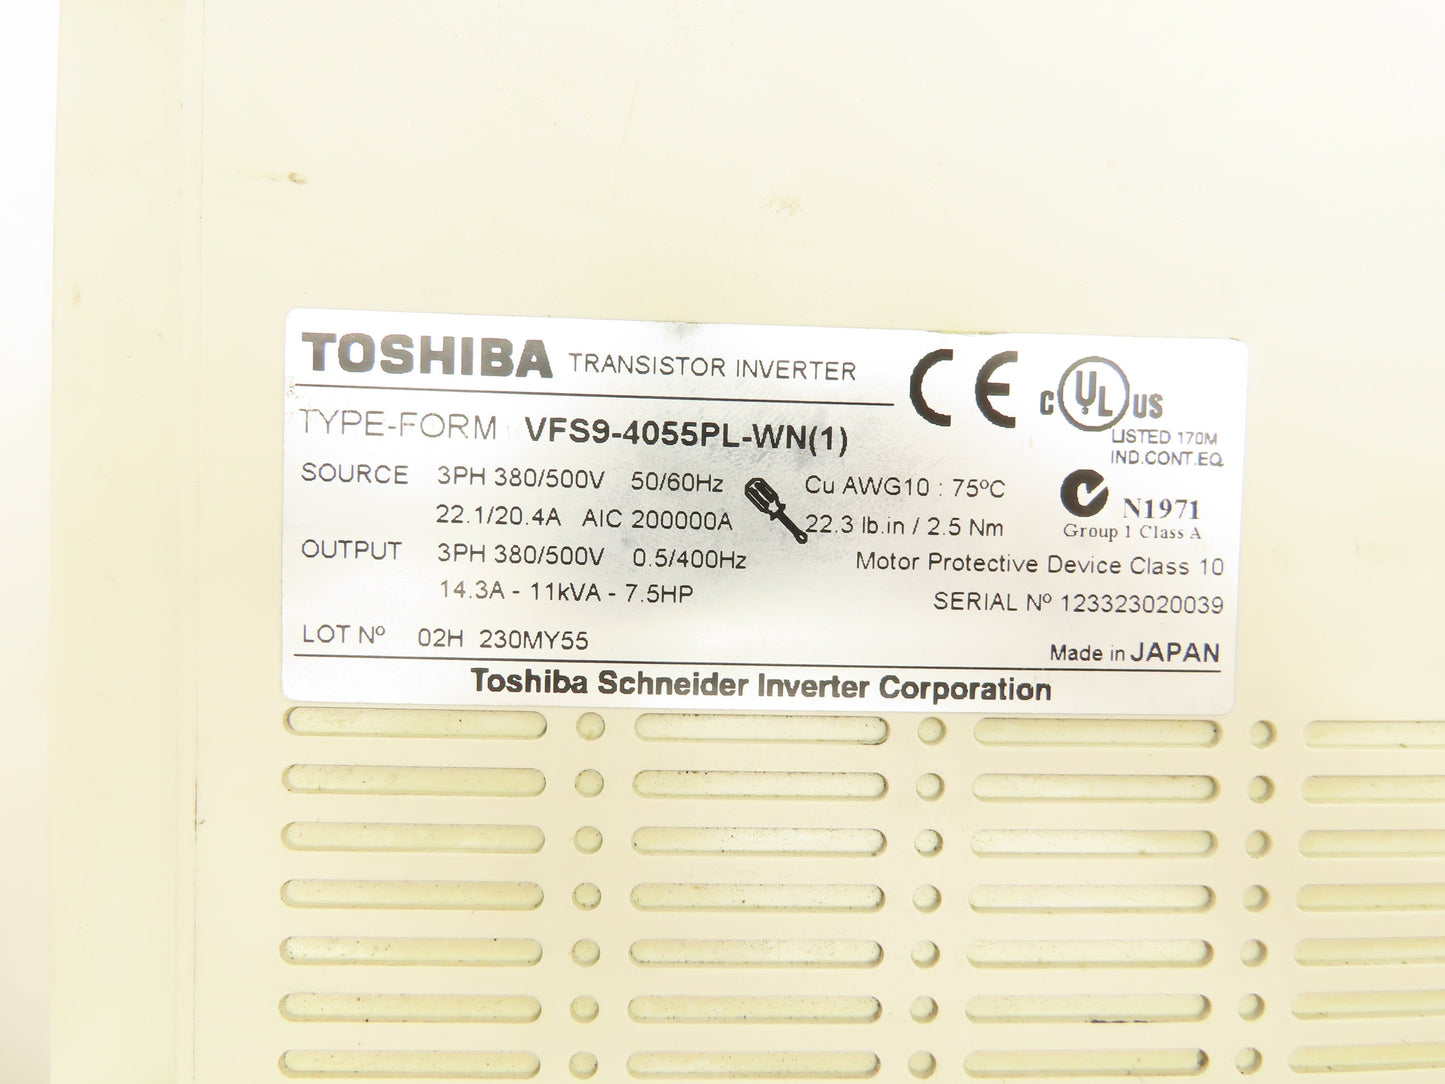 TOSHIBA TRANSISTOR INVERTER
CE
C UL US
LISTED 170M
IND.CONT.EQ
TYPE-FORM VFS9-4055PL-WN(1)
SOURCE 3PH 380/500V 50/60Hz Cu AWG10 : 75ºC
22.1/20.4A AIC 200000A 22.3 lb.in / 2.5 Nm
N1971
Group 1 Class A
OUTPUT 3PH 380/500V 0.5/400Hz Motor Protective Device Class 10
14.3A - 11kVA - 7.5HP SERIAL Nº 123323020039
LOT Nº 02H 230MY55 Made in JAPAN
Toshiba Schneider Inverter Corporation